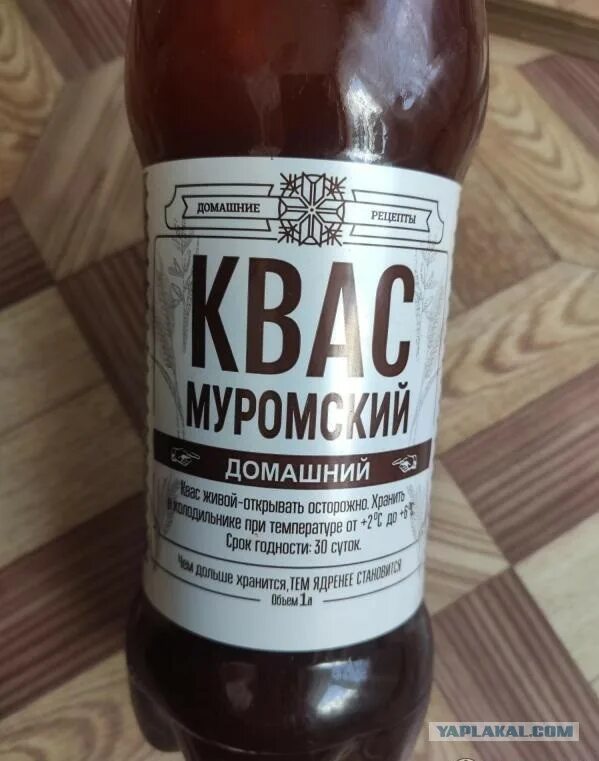 ДОМАШНИЕ РЕЦЕПТЫ
КВАС
МУРОМСКИЙ
ДОМАШНИЙ
Квас живой-открывать осторожно. Хранить
в холодильнике при температуре от +2°С до +6°С
Срок годности: 30 суток.
Чем дольше хранится, ТЕМ ЯДРЕНЕЕ СТАНОВИТСЯ
Объем 1л
YAPLAKAL.COM